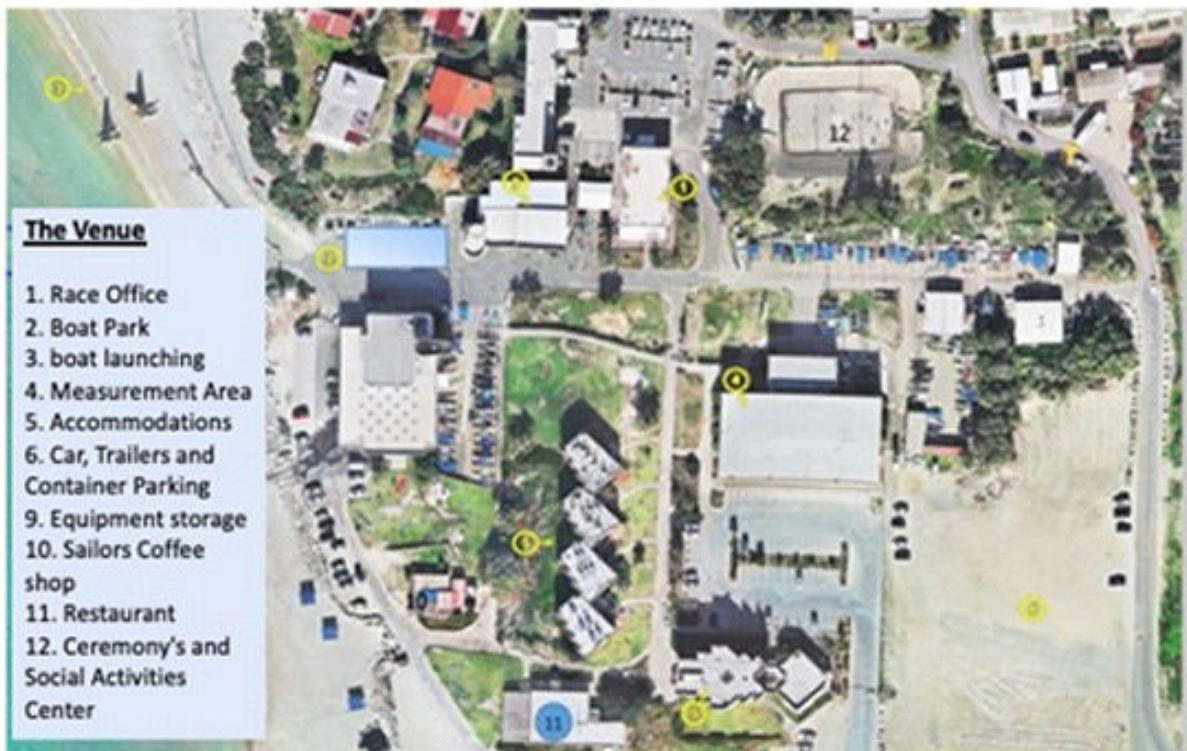 The Venue
1. Race Office
2. Boat Park
3. boat launching
4. Measurement Area
5. Accommodations
6. Car, Trailers and
Container Parking
9. Equipment storage
10. Sailors Coffee
shop
11. Restaurant
12. Ceremony's and
Social Activities
Center
12
4
11